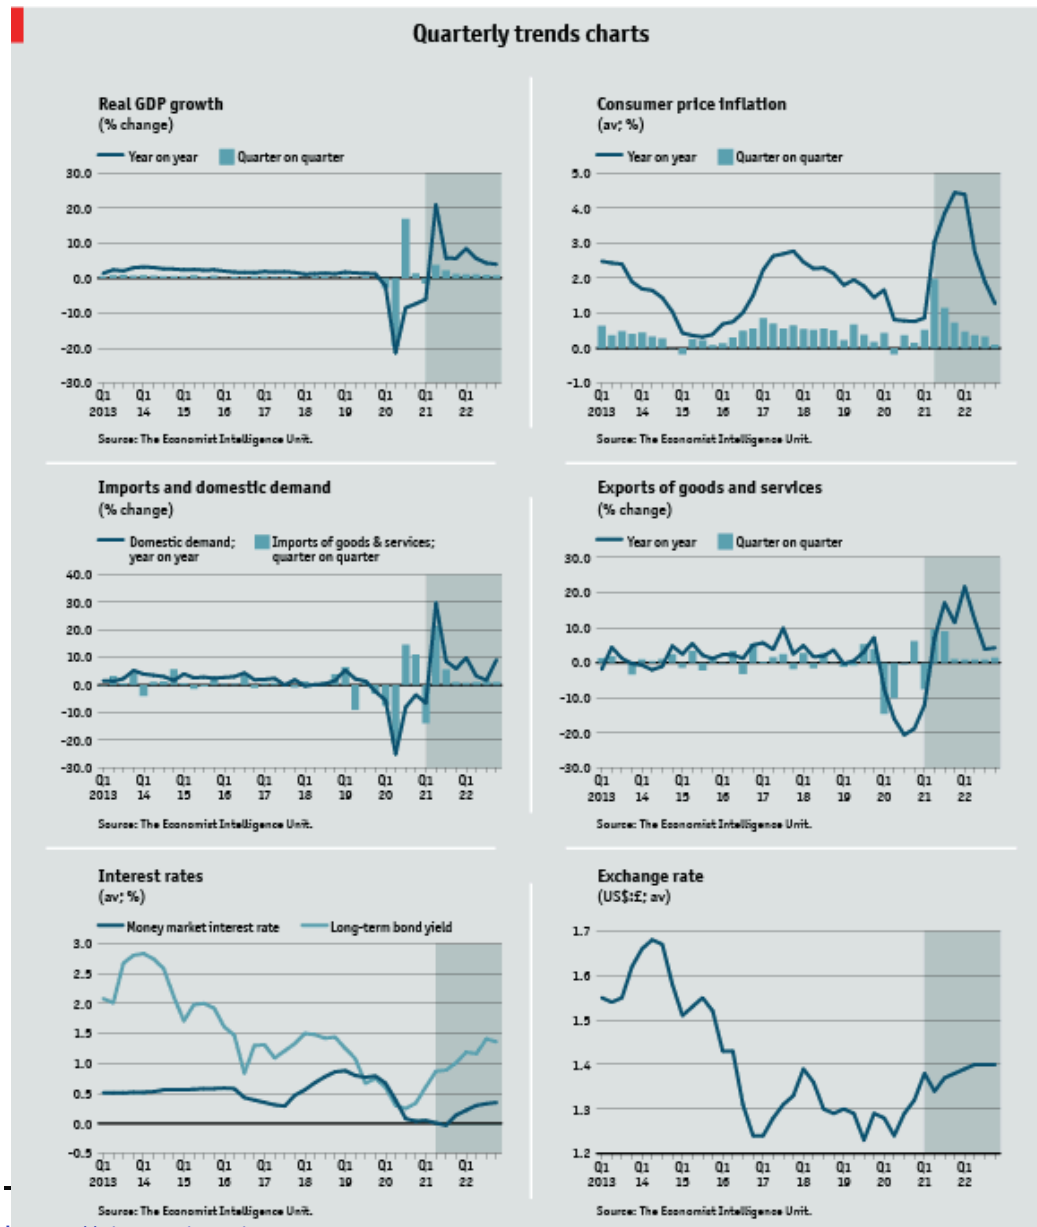 Quarterly trends charts
Real GDP growth
(% change)
Year on year Quarter on quarter
30.0
20.0
10.0
0.0
-10.0
-20.0
-30.0
Q1 Q1 Q1 Q1 Q1 Q1 Q1 Q1 Q1 Q1
2013 14 15 16 17 18 19 20 21 22
Source: The Economist Intelligence Unit.
Consumer price inflation
(av; %)
Year on year Quarter on quarter
5.0
4.0
3.0
2.0
1.0
0.0
-1.0
Q1 Q1 Q1 Q1 Q1 Q1 Q1 Q1 Q1 Q1
2013 14 15 16 17 18 19 20 21 22
Source: The Economist Intelligence Unit.
Imports and domestic demand
(% change)
Domestic demand; Imports of goods & services;
year on year quarter on quarter
40.0
30.0
20.0
10.0
0.0
-10.0
-20.0
-30.0
Q1 Q1 Q1 Q1 Q1 Q1 Q1 Q1 Q1 Q1
2013 14 15 16 17 18 19 20 21 22
Source: The Economist Intelligence Unit.
Exports of goods and services
(% change)
Year on year Quarter on quarter
30.0
20.0
10.0
0.0
-10.0
-20.0
-30.0
Q1 Q1 Q1 Q1 Q1 Q1 Q1 Q1 Q1 Q1
2013 14 15 16 17 18 19 20 21 22
Source: The Economist Intelligence Unit.
Interest rates
(av; %)
Money market interest rate Long-term bond yield
3.0
2.5
2.0
1.5
1.0
0.5
0.0
-0.5
Q1 Q1 Q1 Q1 Q1 Q1 Q1 Q1 Q1 Q1
2013 14 15 16 17 18 19 20 21 22
Source: The Economist Intelligence Unit.
Exchange rate
(US$:£; av)
1.7
1.6
1.5
1.4
1.3
1.2
Q1 Q1 Q1 Q1 Q1 Q1 Q1 Q1 Q1 Q1
2013 14 15 16 17 18 19 20 21 22
Source: The Economist Intelligence Unit.